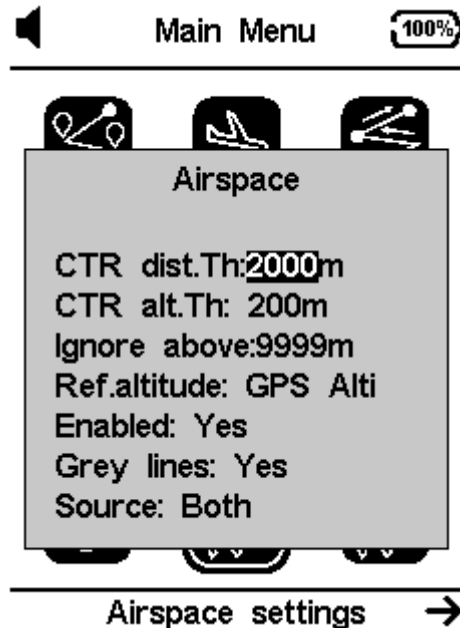 Main Menu 100%
Airspace
CTR dist.Th:2000m
CTR alt.Th: 200m
Ignore above:9999m
Ref.altitude: GPS Alti
Enabled: Yes
Grey lines: Yes
Source: Both
Airspace settings